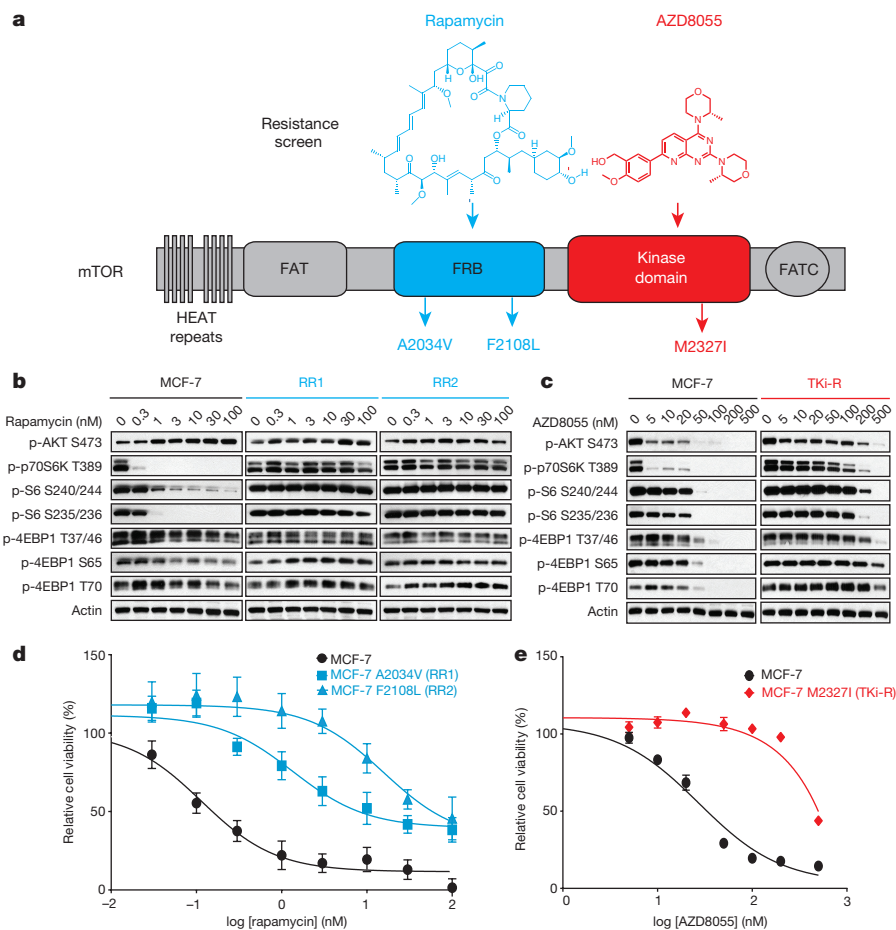 a
Rapamycin
AZD8055
Resistance
screen
O
O
OH
O
O
N
O
H
H
O
O
O
O
OH
O
O
O
O
H
O
N
N
HO
O
N
N
N
O
mTOR
FAT
FRB
Kinase
domain
FATC
HEAT
repeats
A2034V
F2108L
M2327I
b
MCF-7
RR1
RR2
Rapamycin (nM)
0 0.3 1 3 10 30 100
0 0.3 1 3 10 30 100
0 0.3 1 3 10 30 100
p-AKT S473
p-p70S6K T389
p-S6 S240/244
p-S6 S235/236
p-4EBP1 T37/46
p-4EBP1 S65
p-4EBP1 T70
Actin
c
MCF-7
TKi-R
AZD8055 (nM)
0 5 10 20 50 100 200 500
0 5 10 20 50 100 200 500
p-AKT S473
p-p70S6K T389
p-S6 S240/244
p-S6 S235/236
p-4EBP1 T37/46
p-4EBP1 S65
p-4EBP1 T70
Actin
d
MCF-7
MCF-7 A2034V (RR1)
MCF-7 F2108L (RR2)
Relative cell viability (%)
150
100
50
0
−2 −1 0 1 2
log [rapamycin] (nM)
e
MCF-7
MCF-7 M2327I (TKi-R)
Relative cell viability (%)
150
100
50
0
0 1 2 3
log [AZD8055] (nM)